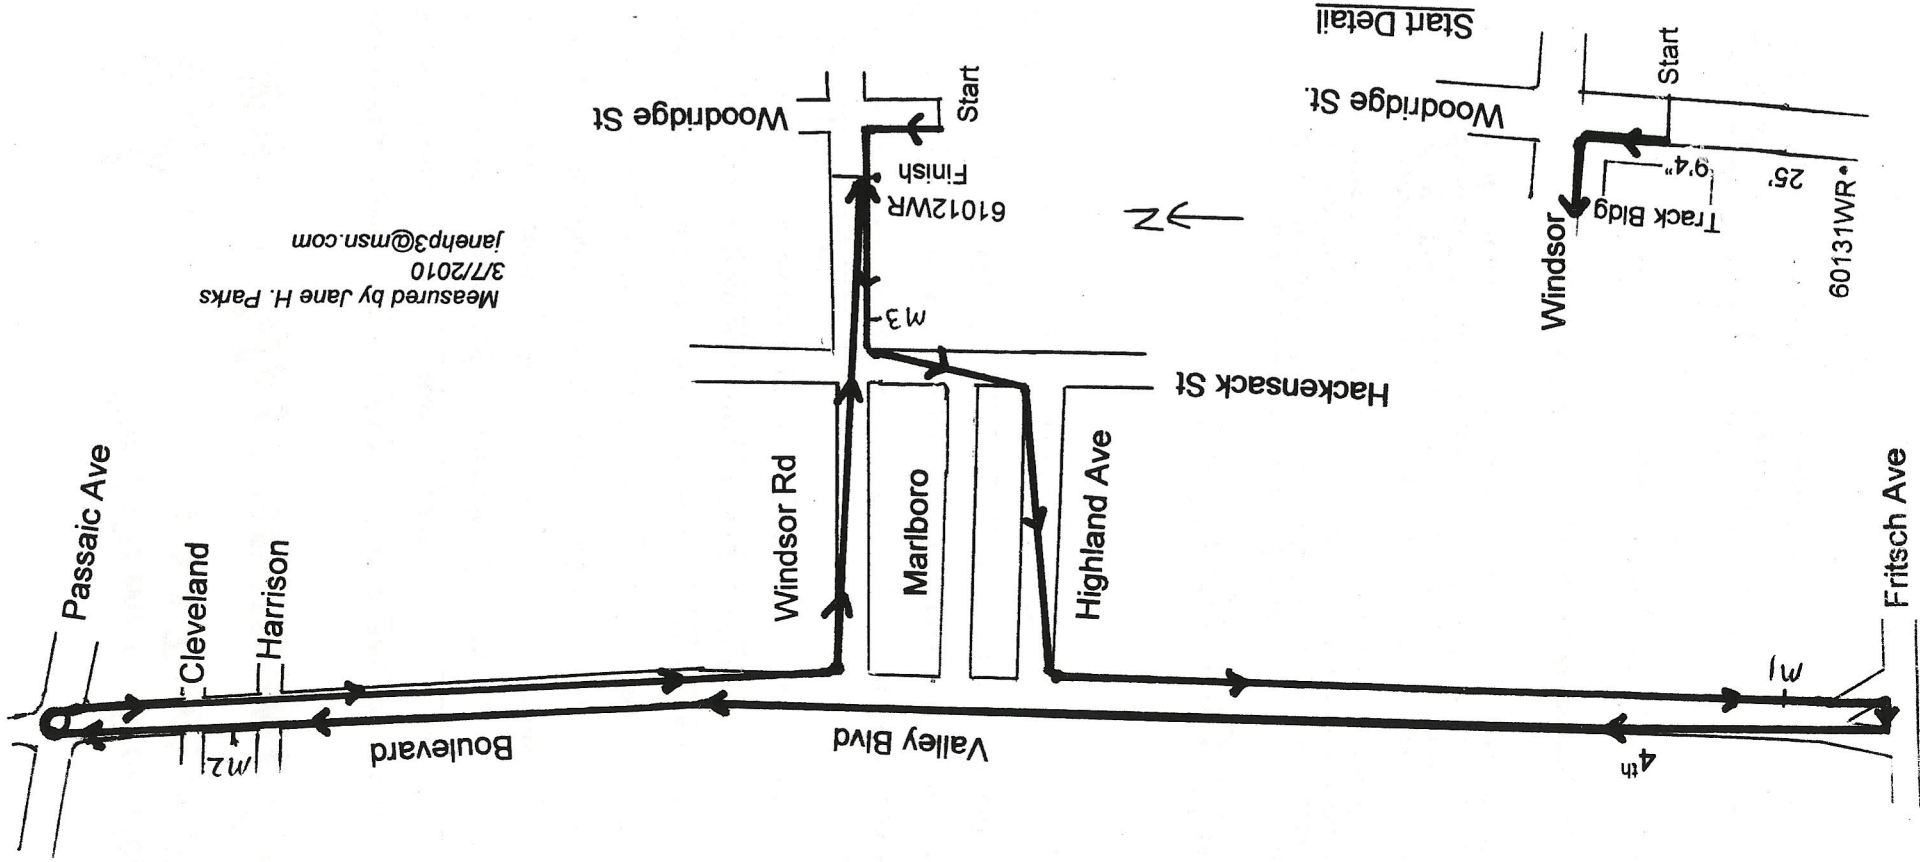 Start Detail
Woodridge St.
Start
9'4"
25'
Track Bldg
Windsor
60131WR
Woodridge St
Start
Finish
61012WR
N
Measured by Jane H. Parks
3/7/2010
janehp3@msn.com
m3
Hackensack St
Windsor Rd
Marlboro
Highland Ave
Passaic Ave
Cleveland
Harrison
m2
Boulevard
Valley Blvd
4th
m1
Fritsch Ave